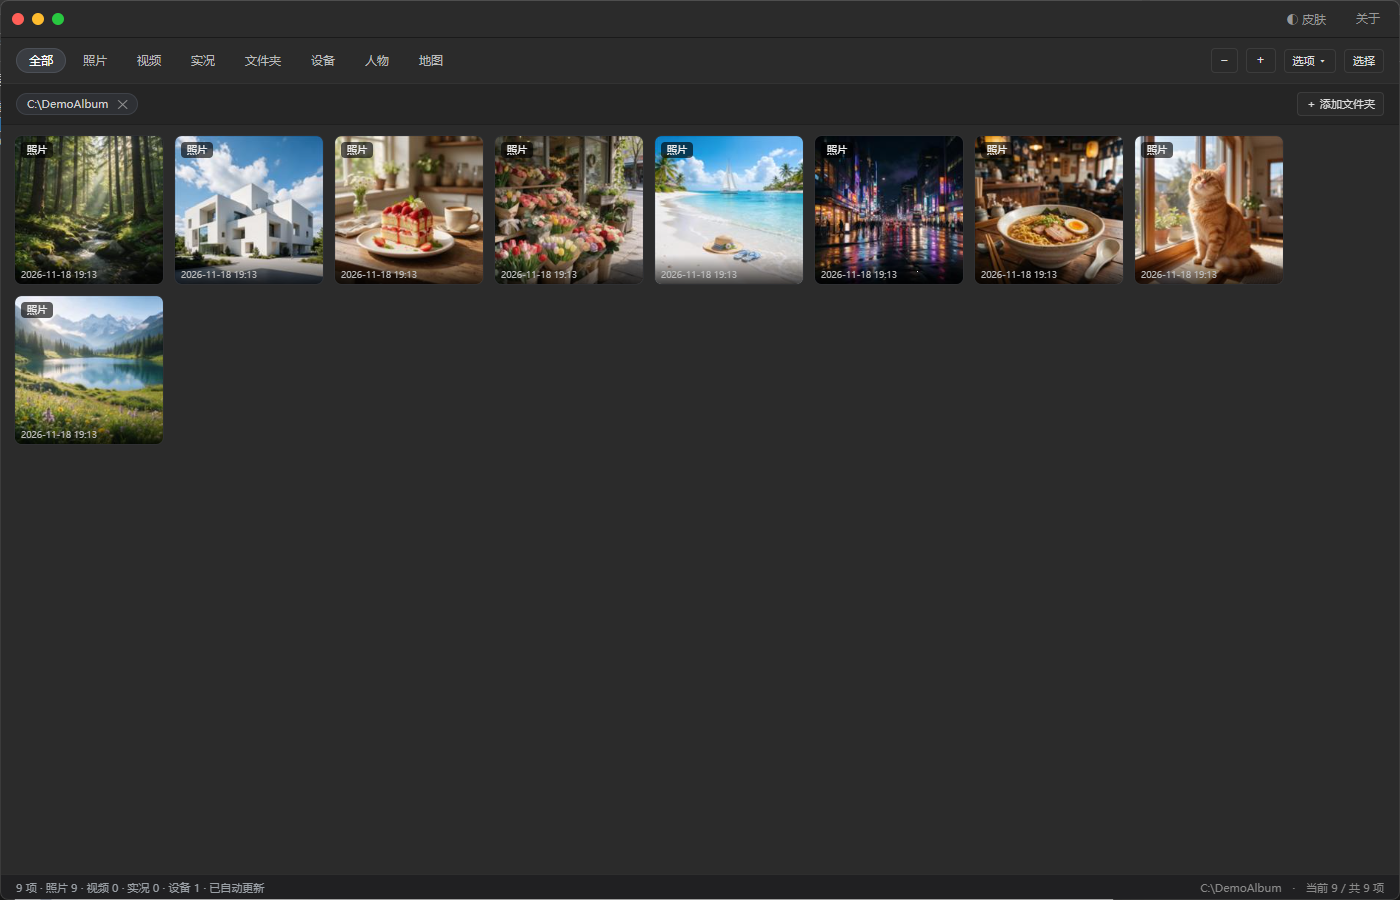 皮肤 关于
全部 照片 视频 实况 文件夹 设备 人物 地图 − + 选项 选择
C:\DemoAlbum + 添加文件夹
照片 照片 照片 照片 照片 照片 照片 照片
2026-11-18 19:13 2026-11-18 19:13 2026-11-18 19:13 2026-11-18 19:13 2026-11-18 19:13 2026-11-18 19:13 2026-11-18 19:13 2026-11-18 19:13
照片
2026-11-18 19:13
9 项 · 照片 9 · 视频 0 · 实况 0 · 设备 1 · 已自动更新 C:\DemoAlbum · 当前 9 / 共 9 项